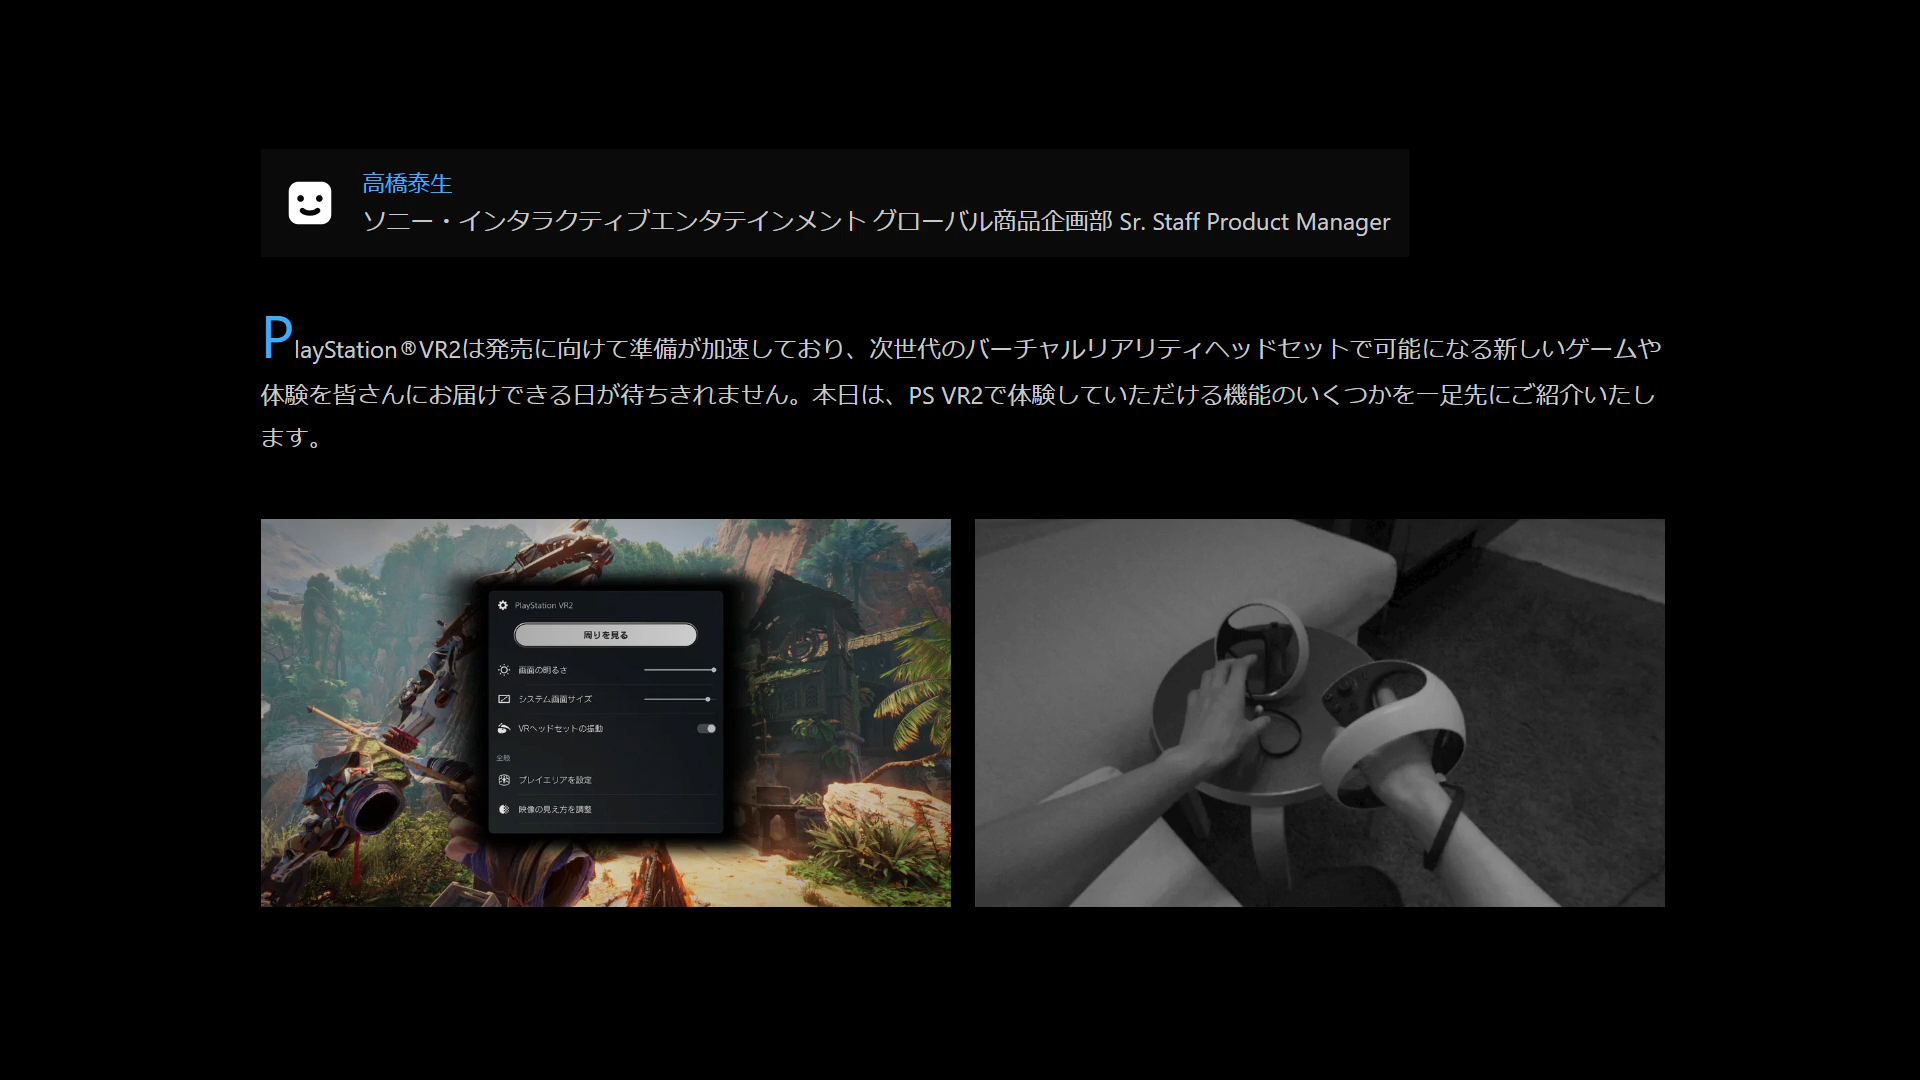 高橋泰生
ソニー・インタラクティブエンタテインメント グローバル商品企画部 Sr. Staff Product Manager
PlayStation®VR2は発売に向けて準備が加速しており、次世代のバーチャルリアリティヘッドセットで可能になる新しいゲームや
体験を皆さんにお届けできる日が待ちきれません。本日は、PS VR2で体験していただける機能のいくつかを一足先にご紹介いたし
ます。
PlayStation VR2
周りを見る
画面の明るさ
システム画面サイズ
VRヘッドセットの振動
全般
プレイエリアを設定
映像の見え方を調整